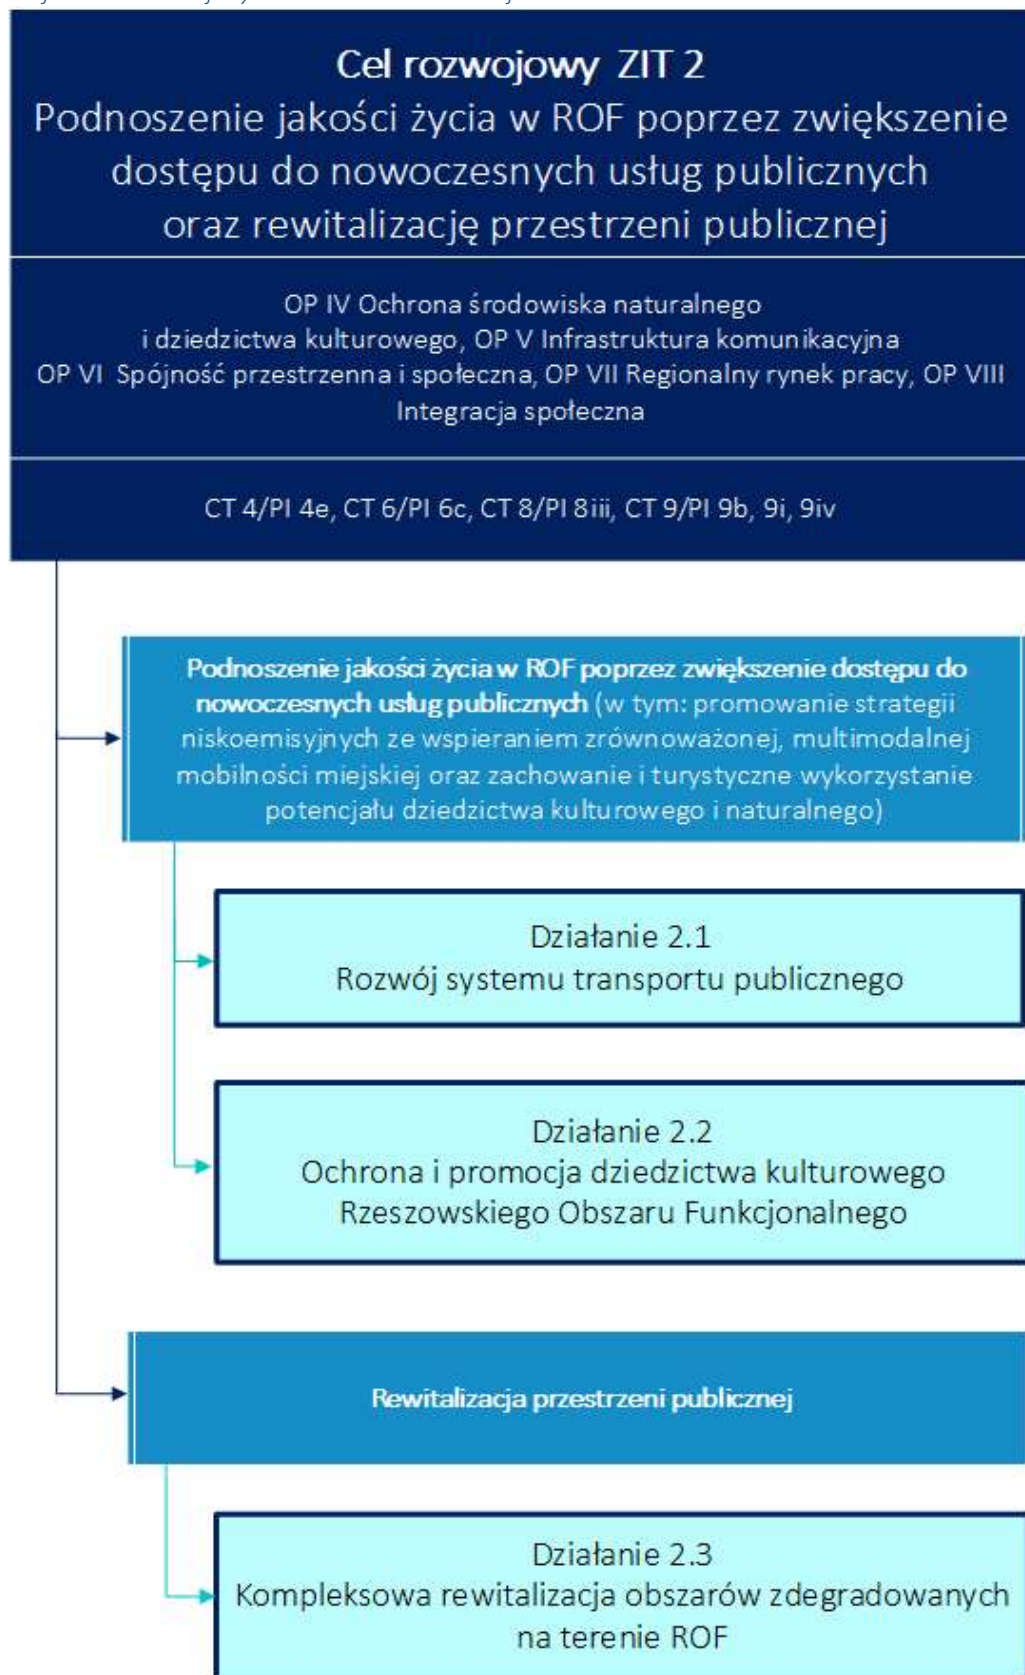 Cel rozwojowy ZIT 2
Podnoszenie jakości życia w ROF poprzez zwiększenie
dostępu do nowoczesnych usług publicznych
oraz rewitalizację przestrzeni publicznej
OP IV Ochrona środowiska naturalnego
i dziedzictwa kulturowego, OP V Infrastruktura komunikacyjna
OP VI Spójność przestrzenna i społeczna, OP VII Regionalny rynek pracy, OP VIII
Integracja społeczna
CT 4/PI 4e, CT 6/PI 6c, CT 8/PI 8iii, CT 9/PI 9b, 9i, 9iv
Podnoszenie jakości życia w ROF poprzez zwiększenie dostępu do
nowoczesnych usług publicznych (w tym: promowanie strategii
niskoemisyjnych ze wspieraniem zrównoważonej, multimodalnej
mobilności miejskiej oraz zachowanie i turystyczne wykorzystanie
potencjału dziedzictwa kulturowego i naturalnego)
Działanie 2.1
Rozwój systemu transportu publicznego
Działanie 2.2
Ochrona i promocja dziedzictwa kulturowego
Rzeszowskiego Obszaru Funkcjonalnego
Rewitalizacja przestrzeni publicznej
Działanie 2.3
Kompleksowa rewitalizacja obszarów zdegradowanych
na terenie ROF